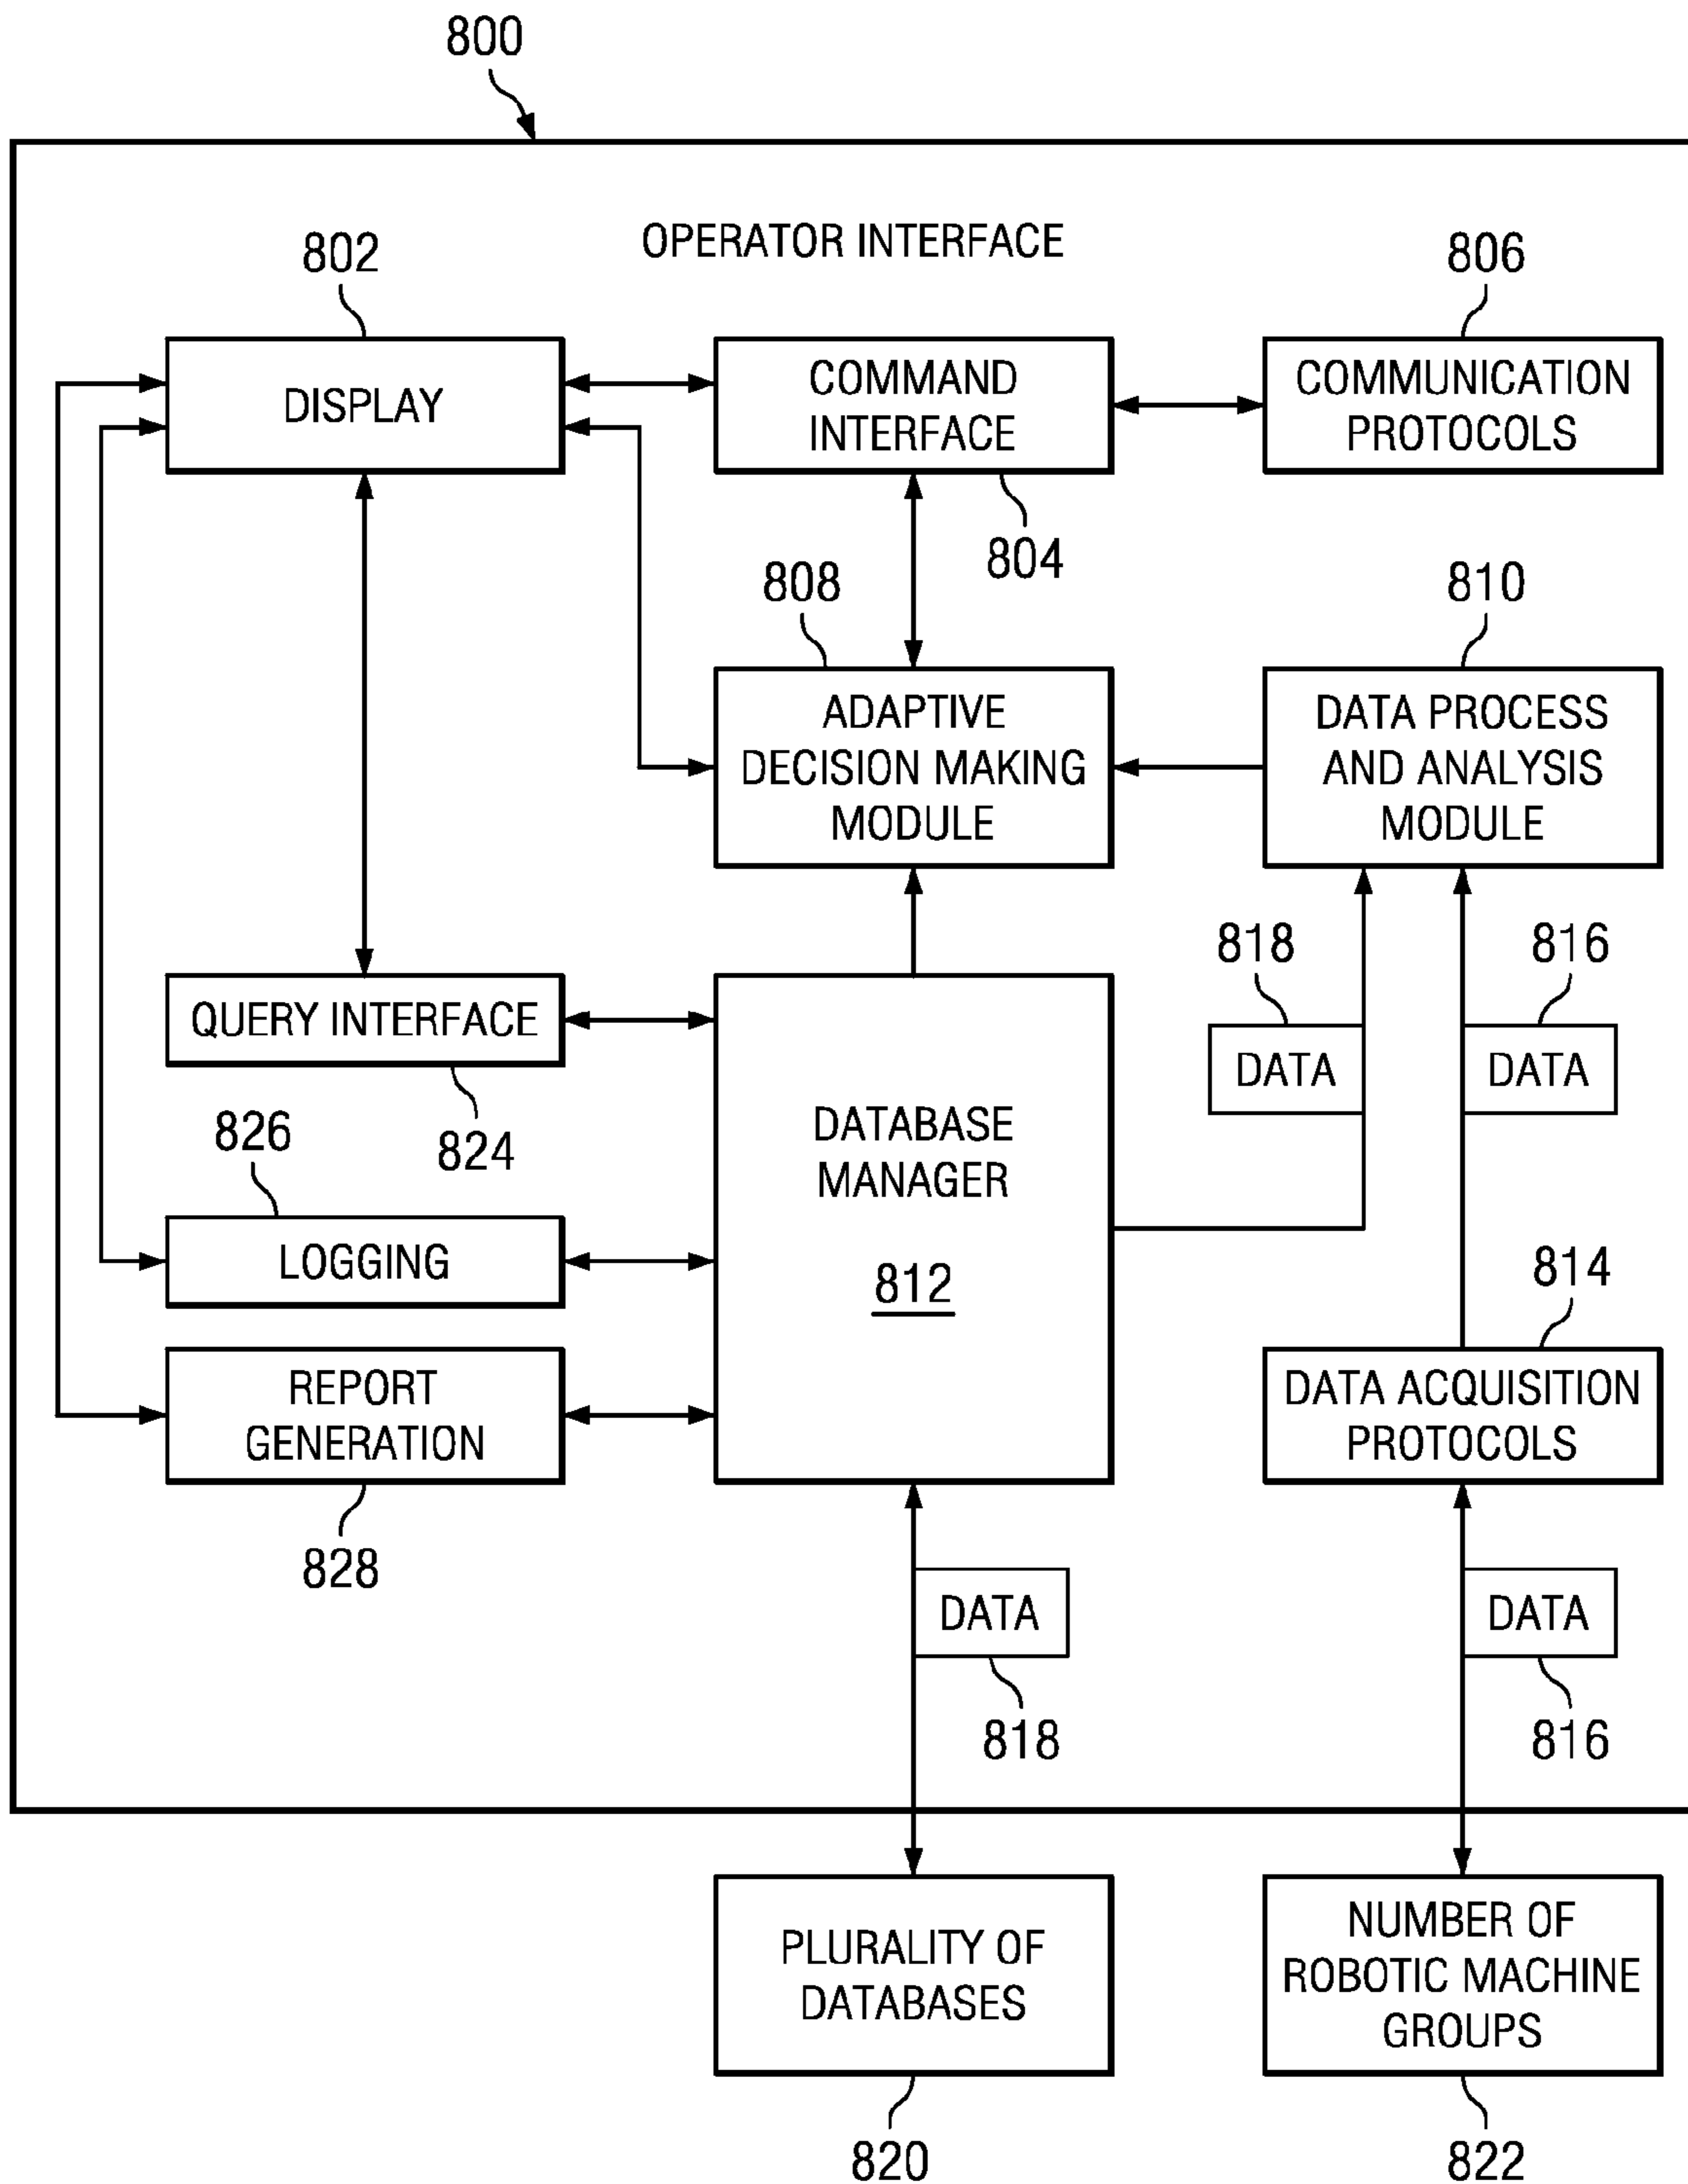 800
OPERATOR INTERFACE
802
806
DISPLAY
COMMAND
INTERFACE
COMMUNICATION
PROTOCOLS
804
808
810
ADAPTIVE
DECISION MAKING
MODULE
DATA PROCESS
AND ANALYSIS
MODULE
818
816
QUERY INTERFACE
DATA
DATA
824
826
DATABASE
MANAGER
812
LOGGING
814
REPORT
GENERATION
DATA ACQUISITION
PROTOCOLS
828
DATA
DATA
818
816
PLURALITY OF
DATABASES
NUMBER OF
ROBOTIC MACHINE
GROUPS
820
822